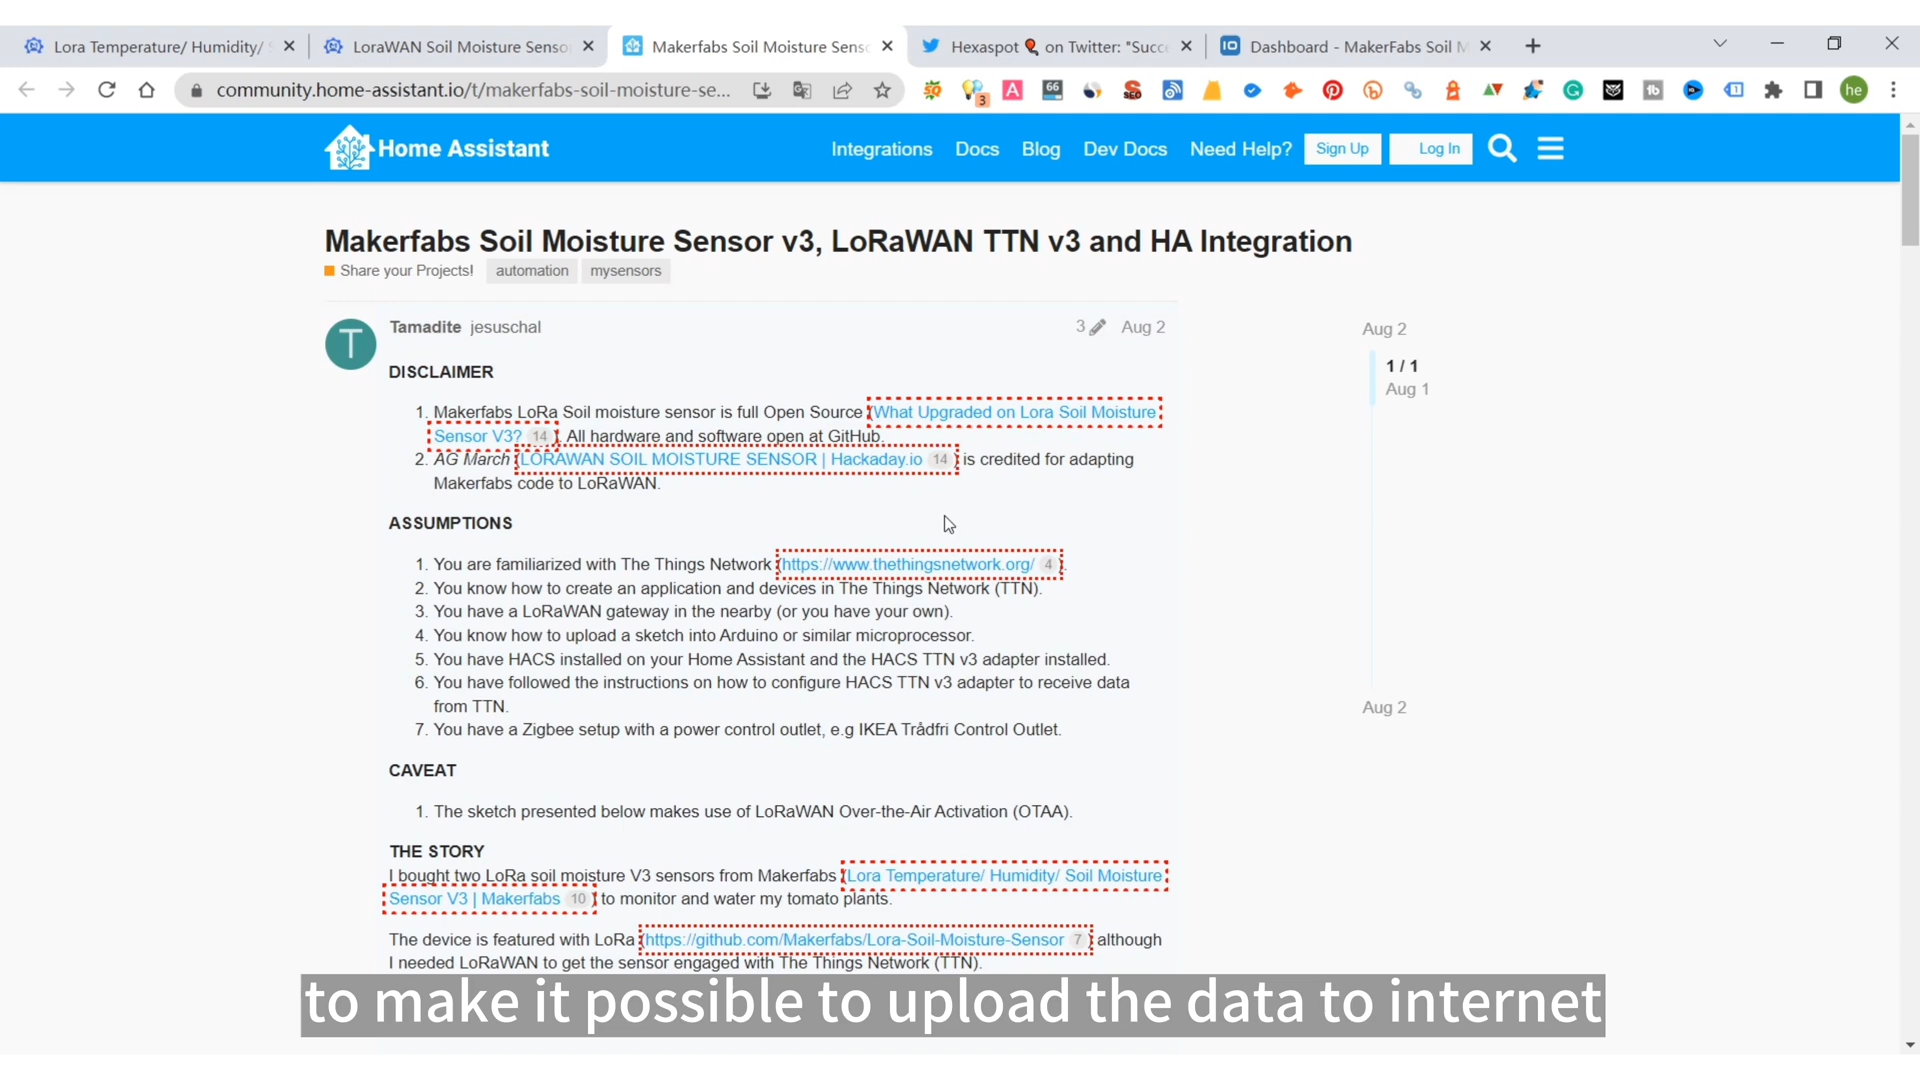 Lora Temperature/ Humidity/
LoraWAN Soil Moisture Senso
Makerfabs Soil Moisture Sens
Hexaspot on Twitter: "Succ
Dashboard - MakerFabs Soil M
community.home-assistant.io/t/makerfabs-soil-moisture-se...
3
A
66
SEO
tb
he
Home Assistant
Integrations
Docs
Blog
Dev Docs
Need Help?
Sign Up
Log In
Makerfabs Soil Moisture Sensor v3, LoRaWAN TTN v3 and HA Integration
Share your Projects!
automation
mysensors
T
Tamadite jesuschal
3
Aug 2
Aug 2
1 / 1
Aug 1
Aug 2
DISCLAIMER
1. Makerfabs LoRa Soil moisture sensor is full Open Source (What Upgraded on Lora Soil Moisture
Sensor V3? 14 ). All hardware and software open at GitHub.
2. AG March (LORAWAN SOIL MOISTURE SENSOR | Hackaday.io 14 ) is credited for adapting
Makerfabs code to LoRaWAN.
ASSUMPTIONS
1. You are familiarized with The Things Network (https://www.thethingsnetwork.org/ 4 ).
2. You know how to create an application and devices in The Things Network (TTN).
3. You have a LoRaWAN gateway in the nearby (or you have your own).
4. You know how to upload a sketch into Arduino or similar microprocessor.
5. You have HACS installed on your Home Assistant and the HACS TTN v3 adapter installed.
6. You have followed the instructions on how to configure HACS TTN v3 adapter to receive data
from TTN.
7. You have a Zigbee setup with a power control outlet, e.g IKEA Trådfri Control Outlet.
CAVEAT
1. The sketch presented below makes use of LoRaWAN Over-the-Air Activation (OTAA).
THE STORY
I bought two LoRa soil moisture V3 sensors from Makerfabs (Lora Temperature/ Humidity/ Soil Moisture
Sensor V3 | Makerfabs 10 ) to monitor and water my tomato plants.
The device is featured with LoRa (https://github.com/Makerfabs/Lora-Soil-Moisture-Sensor 7 ) although
I needed LoRaWAN to get the sensor engaged with The Things Network (TTN).
to make it possible to upload the data to internet